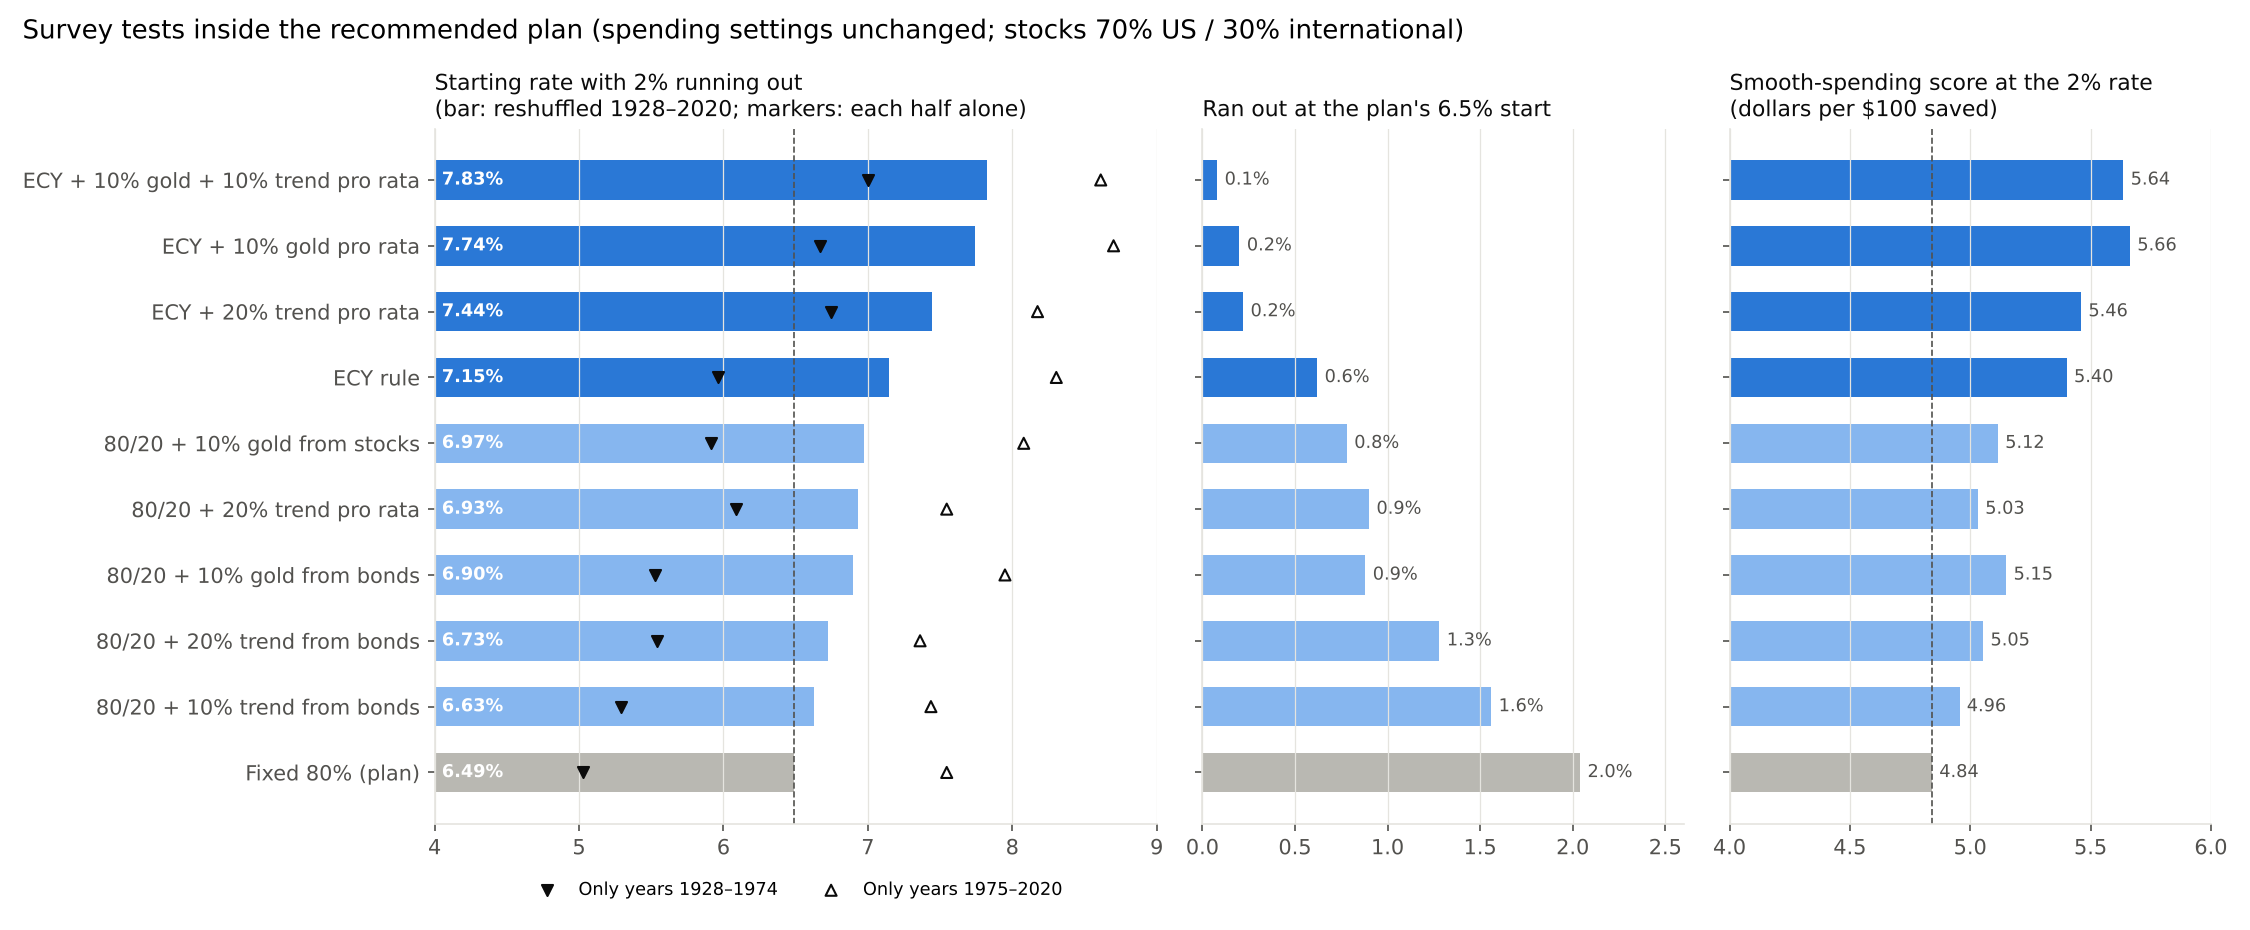 Survey tests inside the recommended plan (spending settings unchanged; stocks 70% US / 30% international)
Starting rate with 2% running out
(bar: reshuffled 1928–2020; markers: each half alone)
Ran out at the plan's 6.5% start
Smooth-spending score at the 2% rate
(dollars per $100 saved)
ECY + 10% gold + 10% trend pro rata 7.83% 0.1% 5.64
ECY + 10% gold pro rata 7.74% 0.2% 5.66
ECY + 20% trend pro rata 7.44% 0.2% 5.46
ECY rule 7.15% 0.6% 5.40
80/20 + 10% gold from stocks 6.97% 0.8% 5.12
80/20 + 20% trend pro rata 6.93% 0.9% 5.03
80/20 + 10% gold from bonds 6.90% 0.9% 5.15
80/20 + 20% trend from bonds 6.73% 1.3% 5.05
80/20 + 10% trend from bonds 6.63% 1.6% 4.96
Fixed 80% (plan) 6.49% 2.0% 4.84
4 5 6 7 8 9 0.0 0.5 1.0 1.5 2.0 2.5 4.0 4.5 5.0 5.5 6.0
Only years 1928–1974 Only years 1975–2020